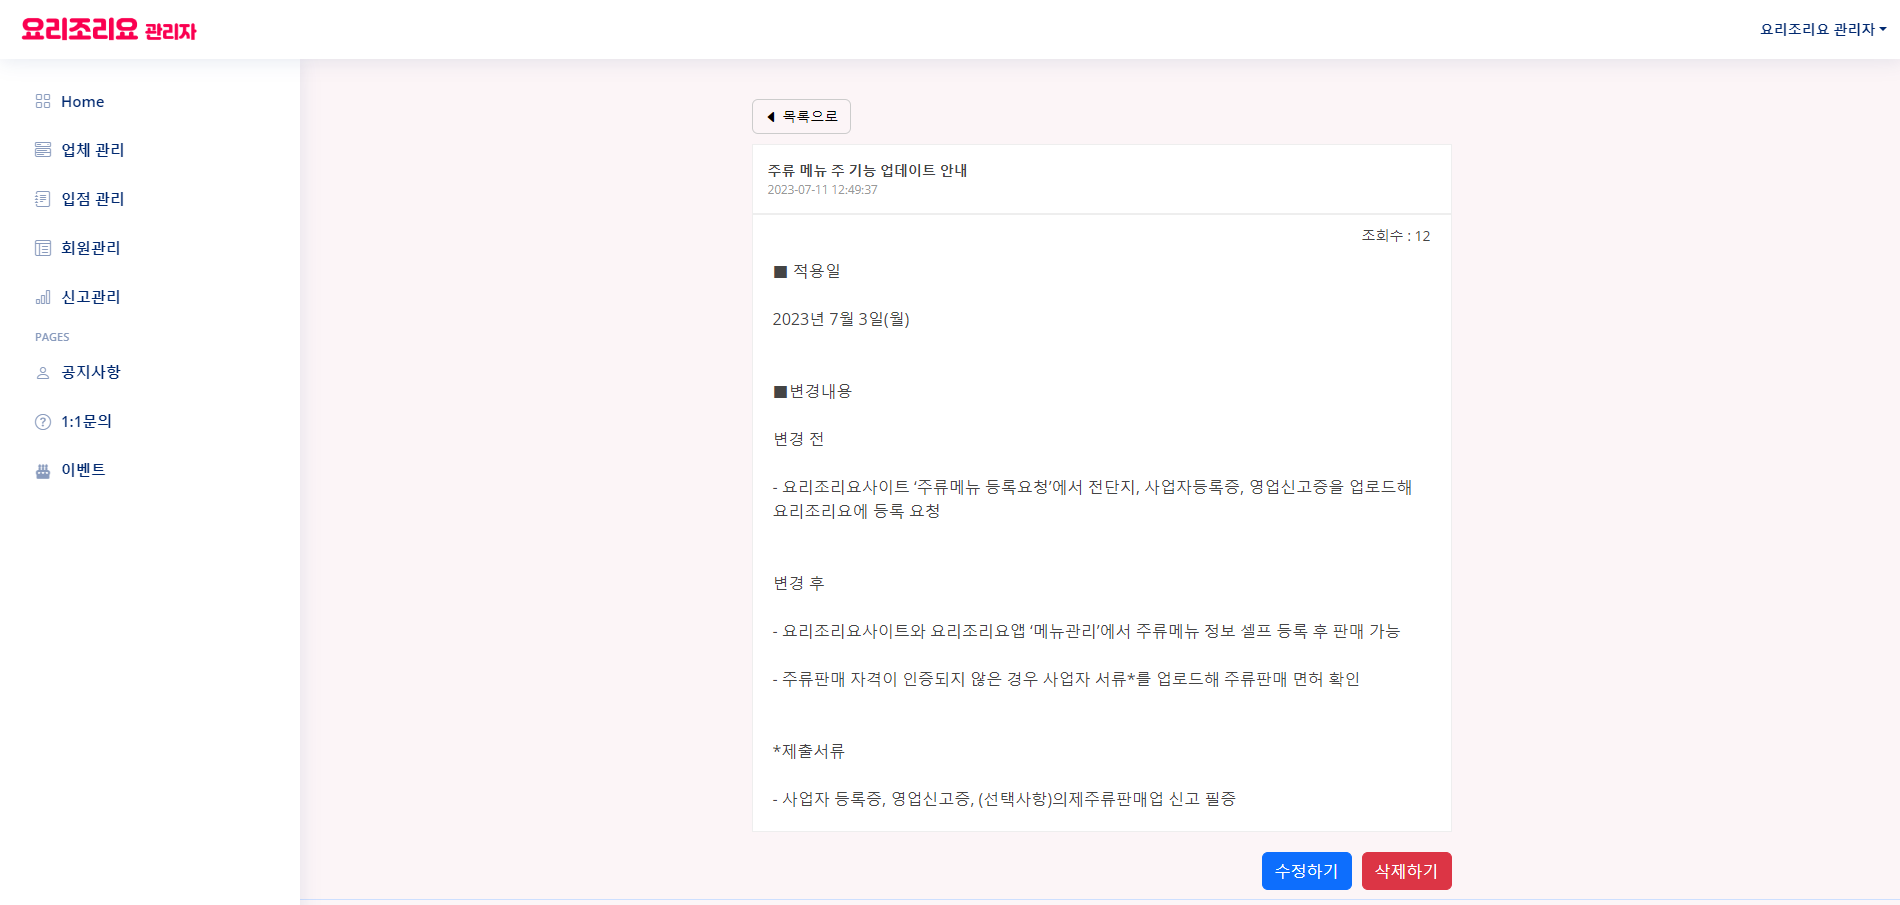 요리조리요 관리자
요리조리요 관리자
Home
업체 관리
입점 관리
회원관리
신고관리
PAGES
공지사항
1:1문의
이벤트
목록으로
주류 메뉴 주 기능 업데이트 안내
2023-07-11 12:49:37
조회수 : 12
■ 적용일
2023년 7월 3일(월)
■변경내용
변경 전
- 요리조리요사이트 ‘주류메뉴 등록요청’에서 전단지, 사업자등록증, 영업신고증을 업로드해
요리조리요에 등록 요청
변경 후
- 요리조리요사이트와 요리조리요앱 ‘메뉴관리’에서 주류메뉴 정보 셀프 등록 후 판매 가능
- 주류판매 자격이 인증되지 않은 경우 사업자 서류*를 업로드해 주류판매 면허 확인
*제출서류
- 사업자 등록증, 영업신고증, (선택사항)의제주류판매업 신고 필증
수정하기
삭제하기